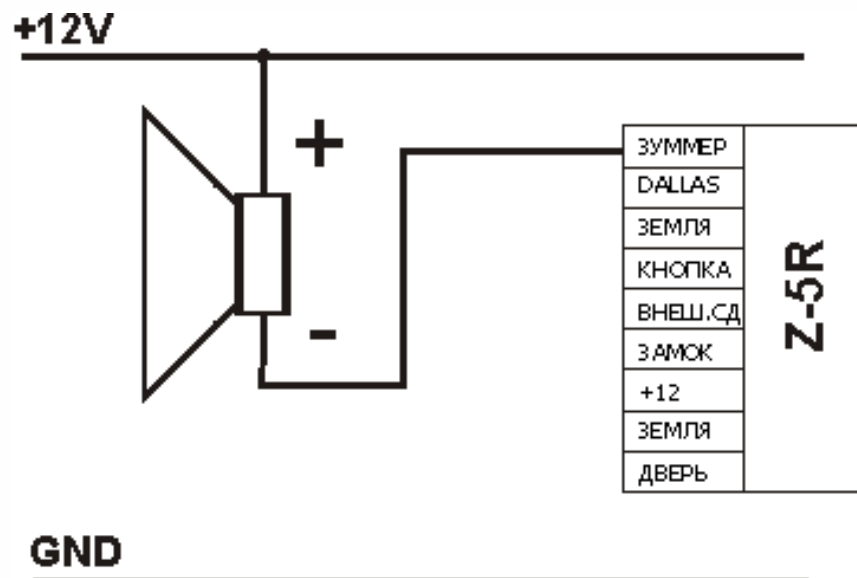 +12V
+
-
ЗУММЕР
DALLAS
ЗЕМЛЯ
КНОПКА
ВНЕШ.СД
ЗАМОК
+12
ЗЕМЛЯ
ДВЕРЬ
Z-5R
GND